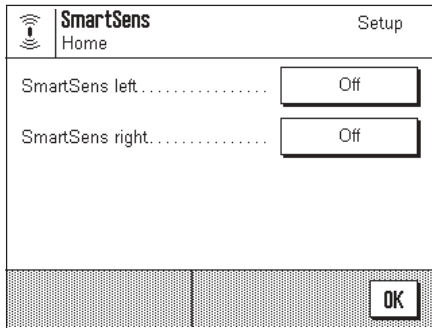 SmartSens Setup
Home
SmartSens left................ Off
SmartSens right............... Off
OK